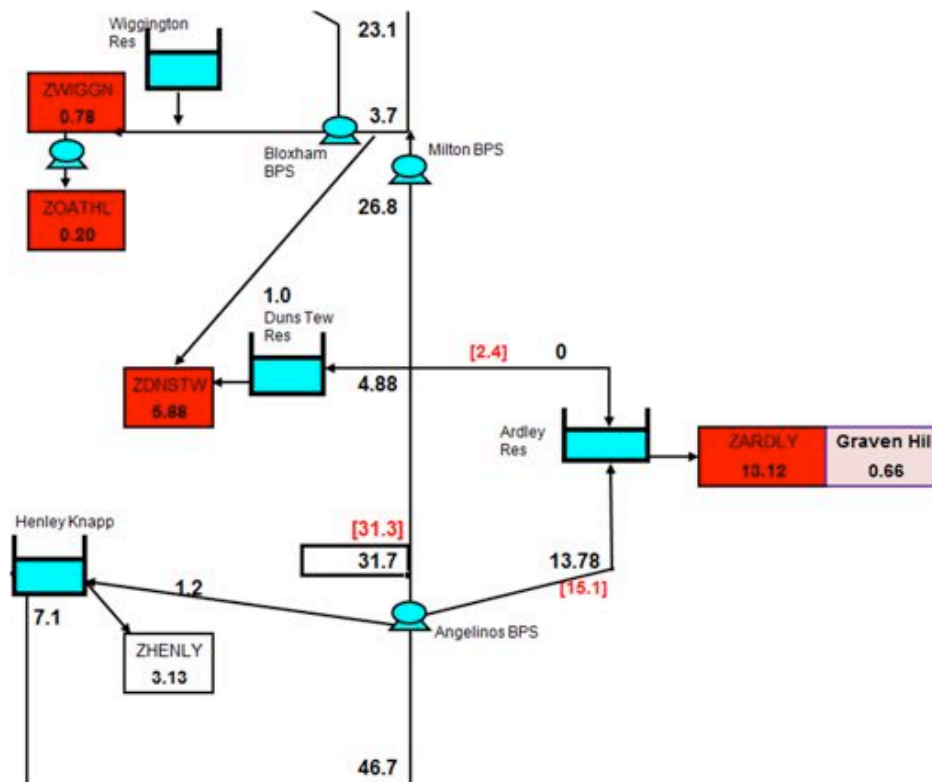 Wiggington
Res
23.1
ZWIGGN
0.78
3.7
Bloxham
BPS
Milton BPS
ZOATHL
0.20
26.8
1.0
Duns Tew
Res
[2.4]
0
ZDNSTW
5.88
4.88
Ardley
Res
ZARDLY
13.12
Graven Hill
0.66
Henley Knapp
[31.3]
31.7
13.78
[15.1]
1.2
7.1
Angelinos BPS
ZHENLY
3.13
46.7